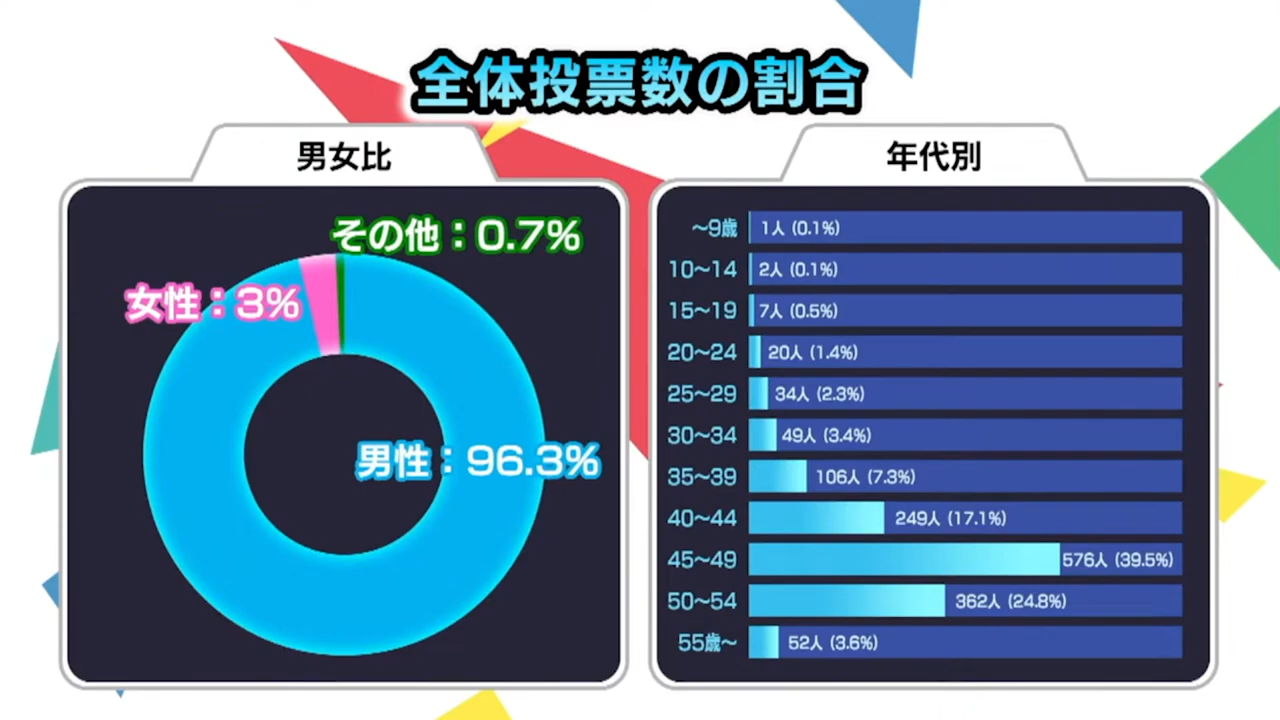 全体投票数の割合
男女比
その他：0.7%
女性：3%
男性：96.3%
年代別
～9歳 1人 (0.1%)
10～14 2人 (0.1%)
15～19 7人 (0.5%)
20～24 20人 (1.4%)
25～29 34人 (2.3%)
30～34 49人 (3.4%)
35～39 106人 (7.3%)
40～44 249人 (17.1%)
45～49 576人 (39.5%)
50～54 362人 (24.8%)
55歳～ 52人 (3.6%)